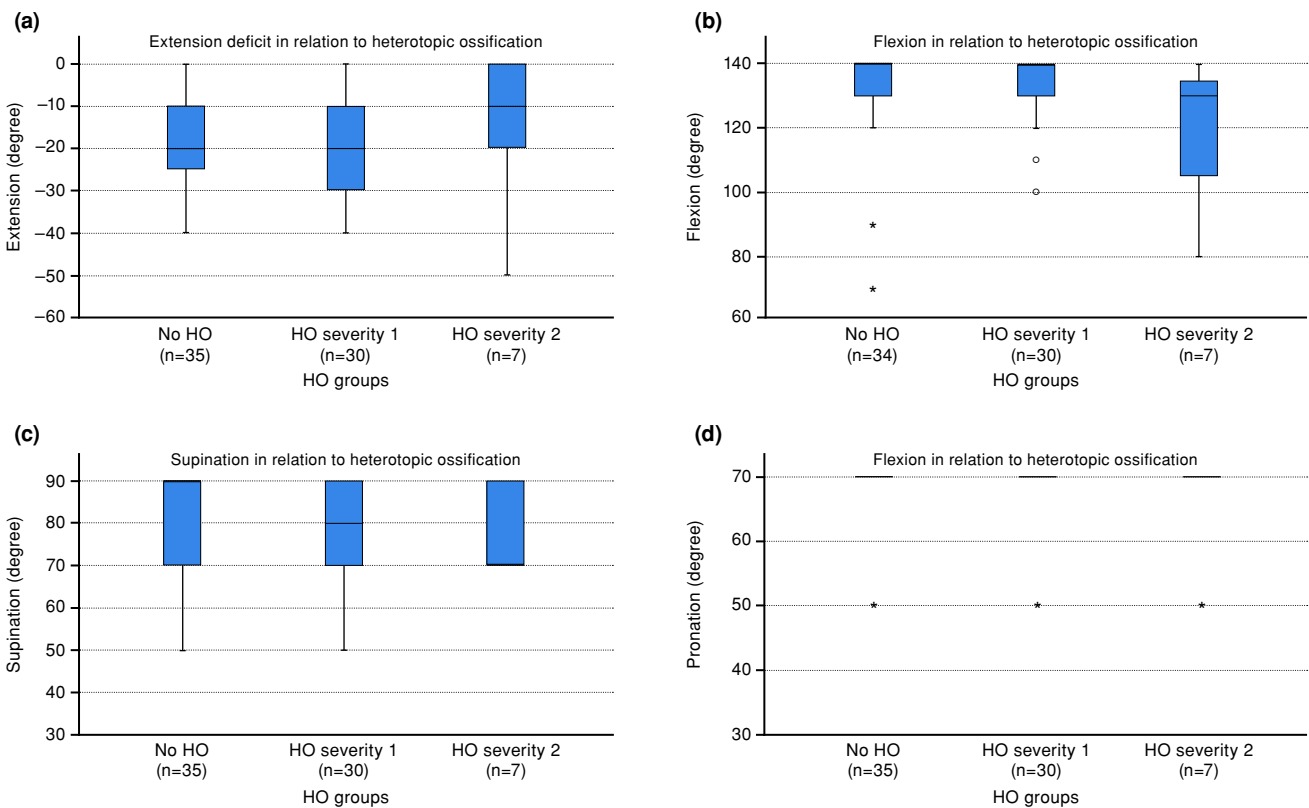 (a)
Extension deficit in relation to heterotopic ossification
Extension (degree)
0
–10
–20
–30
–40
–50
–60
No HO
(n=35)
HO severity 1
(n=30)
HO severity 2
(n=7)
HO groups
(b)
Flexion in relation to heterotopic ossification
Flexion (degree)
140
120
100
80
60
No HO
(n=34)
HO severity 1
(n=30)
HO severity 2
(n=7)
HO groups
(c)
Supination in relation to heterotopic ossification
Supination (degree)
90
80
70
60
50
40
30
No HO
(n=35)
HO severity 1
(n=30)
HO severity 2
(n=7)
HO groups
(d)
Flexion in relation to heterotopic ossification
Pronation (degree)
70
60
50
40
30
No HO
(n=35)
HO severity 1
(n=30)
HO severity 2
(n=7)
HO groups